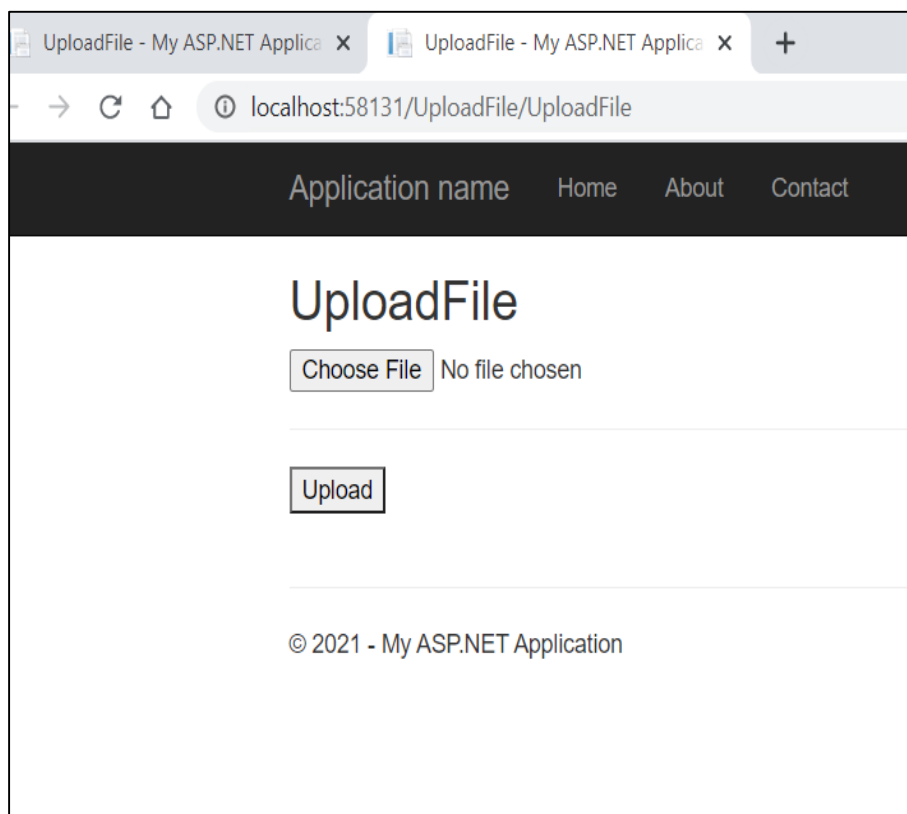 UploadFile - My ASP.NET Applica UploadFile - My ASP.NET Applica
localhost:58131/UploadFile/UploadFile
Application name Home About Contact
UploadFile
Choose File No file chosen
Upload
© 2021 - My ASP.NET Application